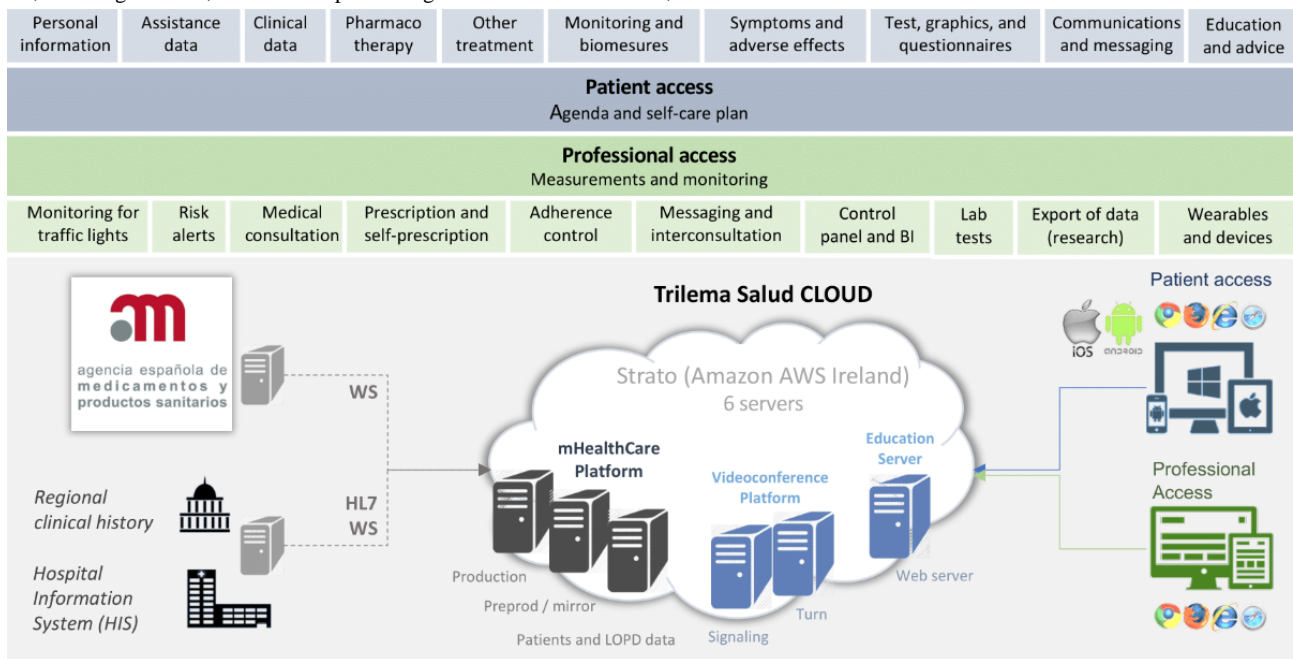 Personal
information
Assistance
data
Clinical
data
Pharmaco
therapy
Other
treatment
Monitoring and
biomesures
Symptoms and
adverse effects
Test, graphics, and
questionnaires
Communications
and messaging
Education
and advice
Patient access
Agenda and self-care plan
Professional access
Measurements and monitoring
Monitoring for
traffic lights
Risk
alerts
Medical
consultation
Prescription and
self-prescription
Adherence
control
Messaging and
interconsultation
Control
panel and BI
Lab
tests
Export of data
(research)
Wearables
and devices
am
agencia española de
medicamentos y
productos sanitarios
WS
Regional
clinical history
HL7
WS
Hospital
Information
System (HIS)
Trilema Salud CLOUD
Strato (Amazon AWS Ireland)
6 servers
mHealthCare
Platform
Production
Preprod / mirror
Patients and LOPD data
Videoconference
Platform
Signaling
Turn
Education
Server
Web server
Patient access
iOS
ANDROID
Professional
Access